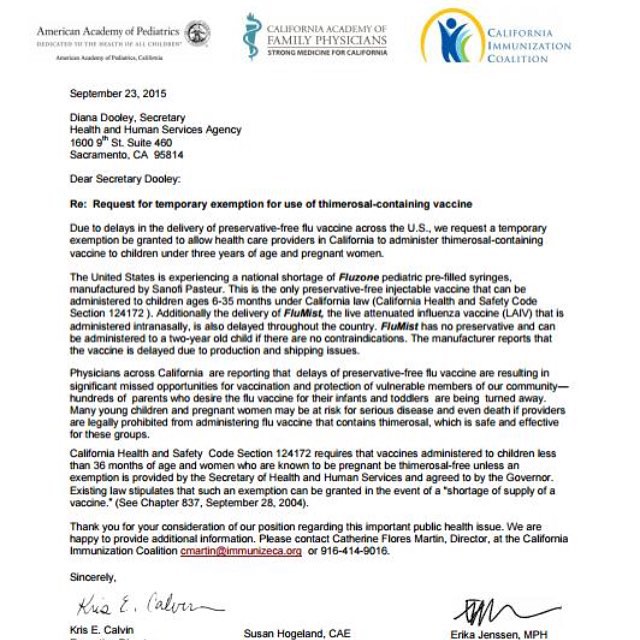 American Academy of Pediatrics
DEDICATED TO THE HEALTH OF ALL CHILDREN®
American Academy of Pediatrics, California
CALIFORNIA ACADEMY OF
FAMILY PHYSICIANS
STRONG MEDICINE FOR CALIFORNIA
CALIFORNIA
IMMUNIZATION
COALITION
September 23, 2015
Diana Dooley, Secretary
Health and Human Services Agency
1600 9th St. Suite 460
Sacramento, CA 95814
Dear Secretary Dooley:
Re: Request for temporary exemption for use of thimerosal-containing vaccine
Due to delays in the delivery of preservative-free flu vaccine across the U.S., we request a temporary
exemption be granted to allow health care providers in California to administer thimerosal-containing
vaccine to children under three years of age and pregnant women.
The United States is experiencing a national shortage of Fluzone pediatric pre-filled syringes,
manufactured by Sanofi Pasteur. This is the only preservative-free injectable vaccine that can be
administered to children ages 6-35 months under California law (California Health and Safety Code
Section 124172 ). Additionally the delivery of FluMist, the live attenuated influenza vaccine (LAIV) that is
administered intranasally, is also delayed throughout the country. FluMist has no preservative and can
be administered to a two-year old child if there are no contraindications. The manufacturer reports that
the vaccine is delayed due to production and shipping issues.
Physicians across California are reporting that delays of preservative-free flu vaccine are resulting in
significant missed opportunities for vaccination and protection of vulnerable members of our community—
hundreds of parents who desire the flu vaccine for their infants and toddlers are being turned away.
Many young children and pregnant women may be at risk for serious disease and even death if providers
are legally prohibited from administering flu vaccine that contains thimerosal, which is safe and effective
for these groups.
California Health and Safety Code Section 124172 requires that vaccines administered to children less
than 36 months of age and women who are known to be pregnant be thimerosal-free unless an
exemption is provided by the Secretary of Health and Human Services and agreed to by the Governor.
Existing law stipulates that such an exemption can be granted in the event of a "shortage of supply of a
vaccine." (See Chapter 837, September 28, 2004).
Thank you for your consideration of our position regarding this important public health issue. We are
happy to provide additional information. Please contact Catherine Flores Martin, Director, at the California
Immunization Coalition cmartin@immunizeca.org or 916-414-9016.
Sincerely,
Kris E. Calvin
Kris E. Calvin
Susan Hogeland, CAE
Erika Jenssen, MPH